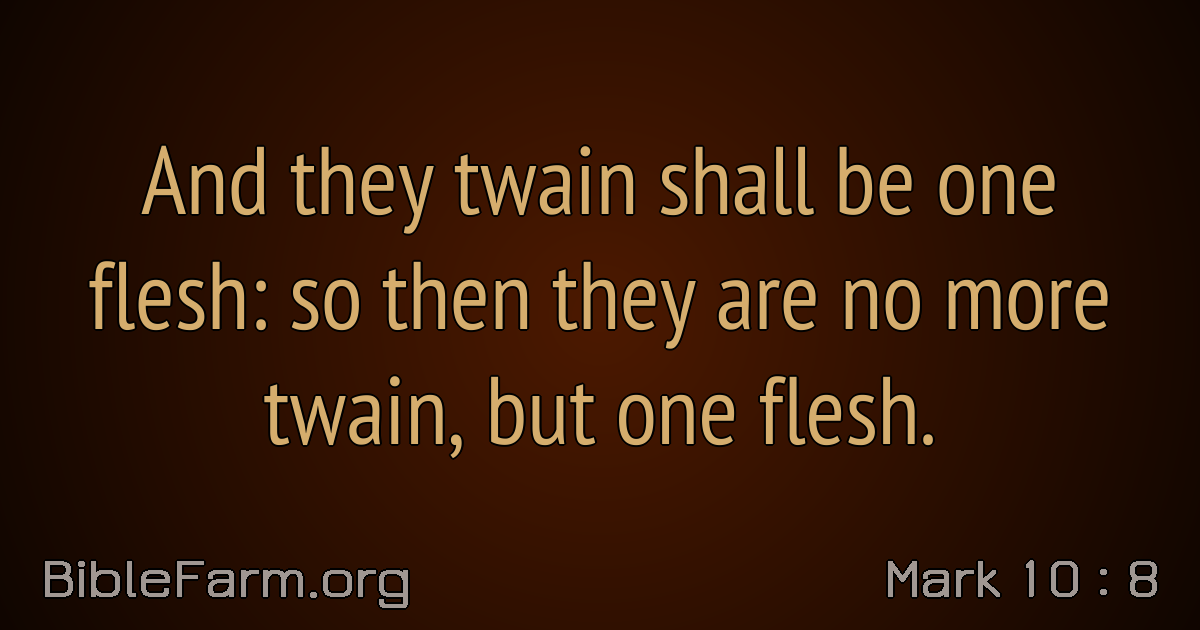 And they twain shall be one
flesh: so then they are no more
twain, but one flesh.
BibleFarm.org
Mark 10 : 8